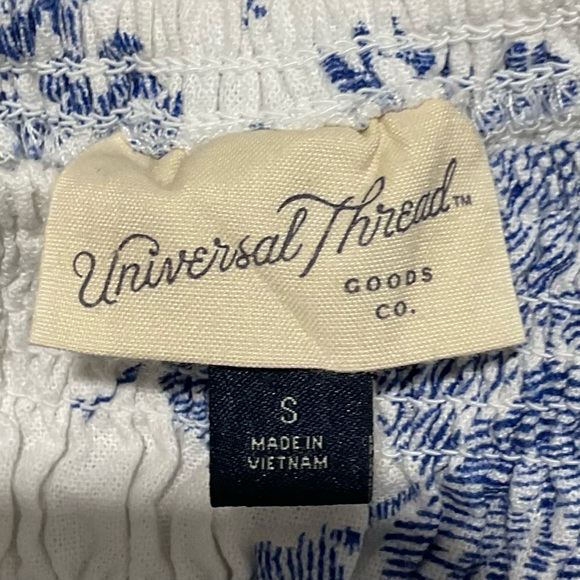 Universal Thread™
GOODS
CO.
S
MADE IN
VIETNAM